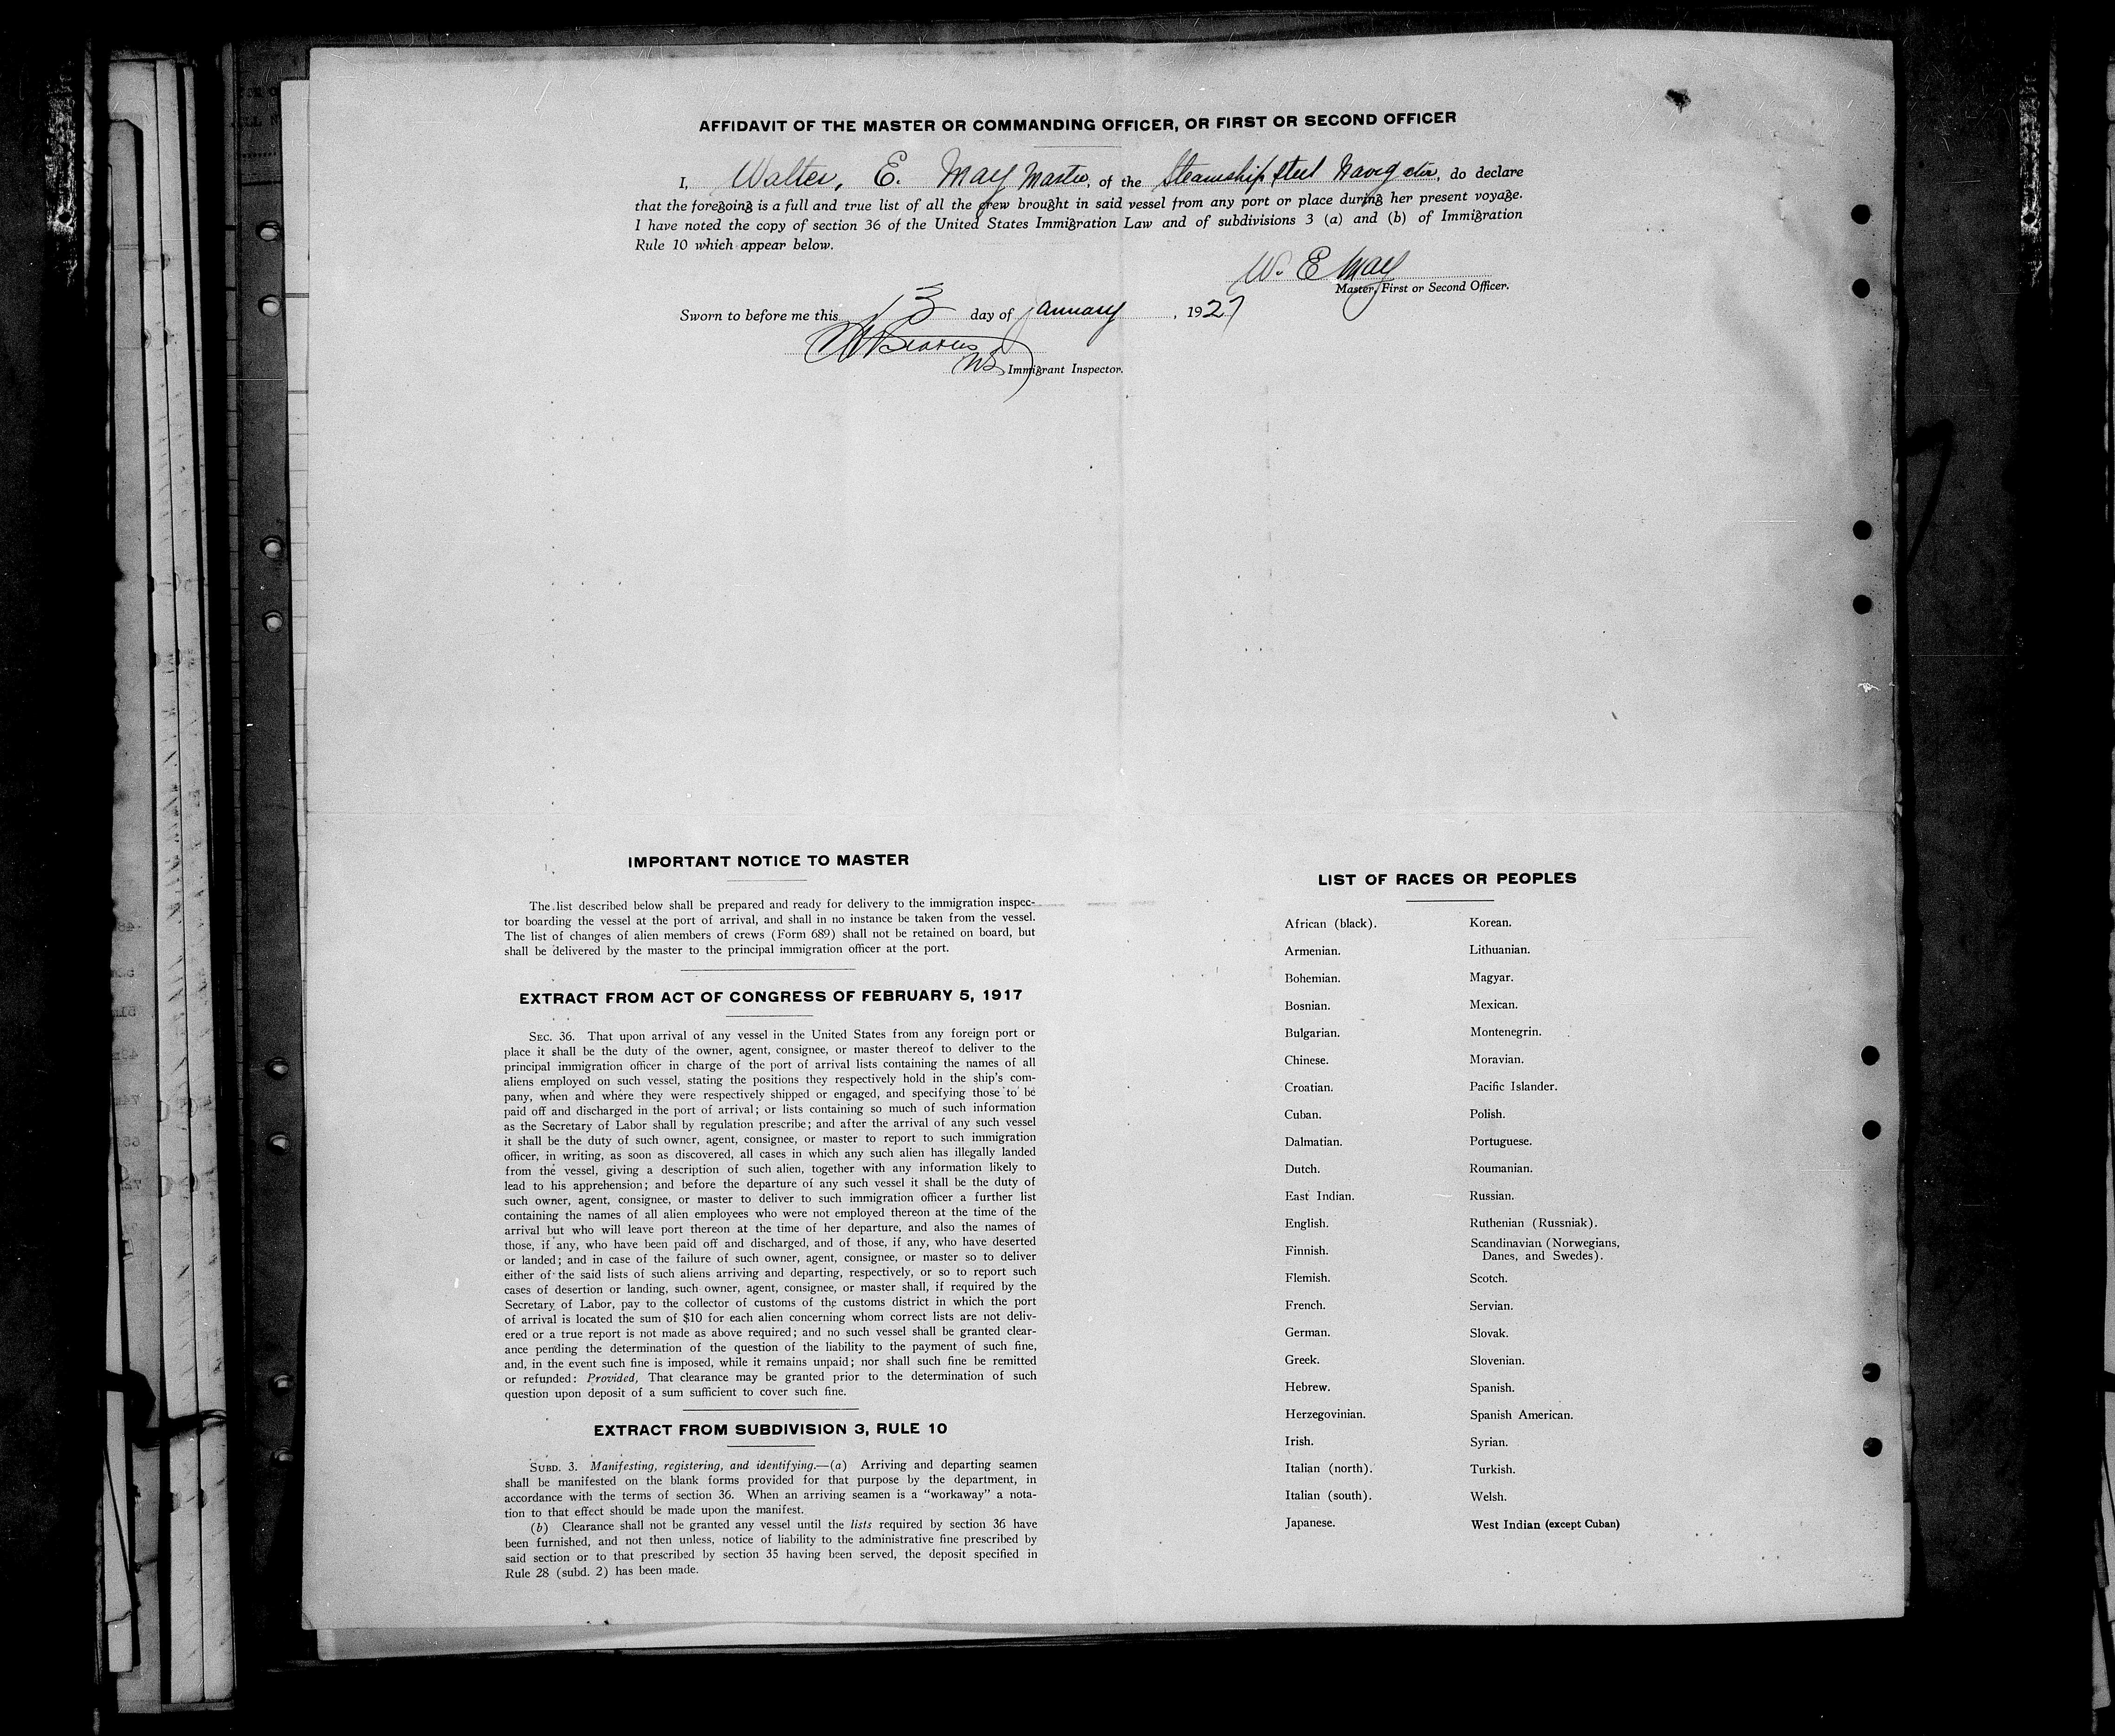 AFFIDAVIT OF THE MASTER OR COMMANDING OFFICER, OR FIRST OR SECOND OFFICER
I, Walter, E. May Master, of the Steamship Steel Navigator, do declare
that the foregoing is a full and true list of all the crew brought in said vessel from any port or place during her present voyage.
I have noted the copy of section 36 of the United States Immigration Law and of subdivisions 3 (a) and (b) of Immigration
Rule 10 which appear below.
W. E May
Master, First or Second Officer.
Sworn to before me this 13 day of January, 1927
Immigrant Inspector.
IMPORTANT NOTICE TO MASTER
The list described below shall be prepared and ready for delivery to the immigration inspec-
tor boarding the vessel at the port of arrival, and shall in no instance be taken from the vessel.
The list of changes of alien members of crews (Form 689) shall not be retained on board, but
shall be delivered by the master to the principal immigration officer at the port.
EXTRACT FROM ACT OF CONGRESS OF FEBRUARY 5, 1917
SEC. 36. That upon arrival of any vessel in the United States from any foreign port or
place it shall be the duty of the owner, agent, consignee, or master thereof to deliver to the
principal immigration officer in charge of the port of arrival lists containing the names of all
aliens employed on such vessel, stating the positions they respectively hold in the ship's com-
pany, when and where they were respectively shipped or engaged, and specifying those to be
paid off and discharged in the port of arrival; or lists containing so much of such information
as the Secretary of Labor shall by regulation prescribe; and after the arrival of any such vessel
it shall be the duty of such owner, agent, consignee, or master to report to such immigration
officer, in writing, as soon as discovered, all cases in which any such alien has illegally landed
from the vessel, giving a description of such alien, together with any information likely to
lead to his apprehension; and before the departure of any such vessel it shall be the duty of
such owner, agent, consignee, or master to deliver to such immigration officer a further list
containing the names of all alien employees who were not employed thereon at the time of the
arrival but who will leave port thereon at the time of her departure, and also the names of
those, if any, who have been paid off and discharged, and of those, if any, who have deserted
or landed; and in case of the failure of such owner, agent, consignee, or master so to deliver
either of the said lists of such aliens arriving and departing, respectively, or so to report such
cases of desertion or landing, such owner, agent, consignee, or master shall, if required by the
Secretary of Labor, pay to the collector of customs of the customs district in which the port
of arrival is located the sum of $10 for each alien concerning whom correct lists are not deliv-
ered or a true report is not made as above required; and no such vessel shall be granted clear-
ance pending the determination of the question of the liability to the payment of such fine,
and, in the event such fine is imposed, while it remains unpaid; nor shall such fine be remitted
or refunded: Provided, That clearance may be granted prior to the determination of such
question upon deposit of a sum sufficient to cover such fine.
EXTRACT FROM SUBDIVISION 3, RULE 10
SUBD. 3. Manifesting, registering, and identifying.—(a) Arriving and departing seamen
shall be manifested on the blank forms provided for that purpose by the department, in
accordance with the terms of section 36. When an arriving seamen is a "workaway" a nota-
tion to that effect should be made upon the manifest.
(b) Clearance shall not be granted any vessel until the lists required by section 36 have
been furnished, and not then unless, notice of liability to the administrative fine prescribed by
said section or to that prescribed by section 35 having been served, the deposit specified in
Rule 28 (subd. 2) has been made.
LIST OF RACES OR PEOPLES
African (black).
Armenian.
Bohemian.
Bosnian.
Bulgarian.
Chinese.
Croatian.
Cuban.
Dalmatian.
Dutch.
East Indian.
English.
Finnish.
Flemish.
French.
German.
Greek.
Hebrew.
Herzegovinian.
Irish.
Italian (north).
Italian (south).
Japanese.
Korean.
Lithuanian.
Magyar.
Mexican.
Montenegrin.
Moravian.
Pacific Islander.
Polish.
Portuguese.
Roumanian.
Russian.
Ruthenian (Russniak).
Scandinavian (Norwegians,
Danes, and Swedes).
Scotch.
Servian.
Slovak.
Slovenian.
Spanish.
Spanish American.
Syrian.
Turkish.
Welsh.
West Indian (except Cuban)